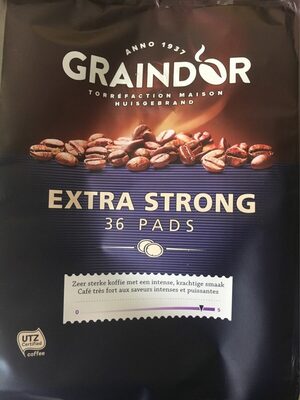 ANNO 1937
GRAINDOR
TORRÉFACTION MAISON
HUISGEBRAND
EXTRA STRONG
36 PADS
Zeer sterke koffie met een intense, krachtige smaak
Café très fort aux saveurs intenses et puissantes
0 5
UTZ
Certified
coffee